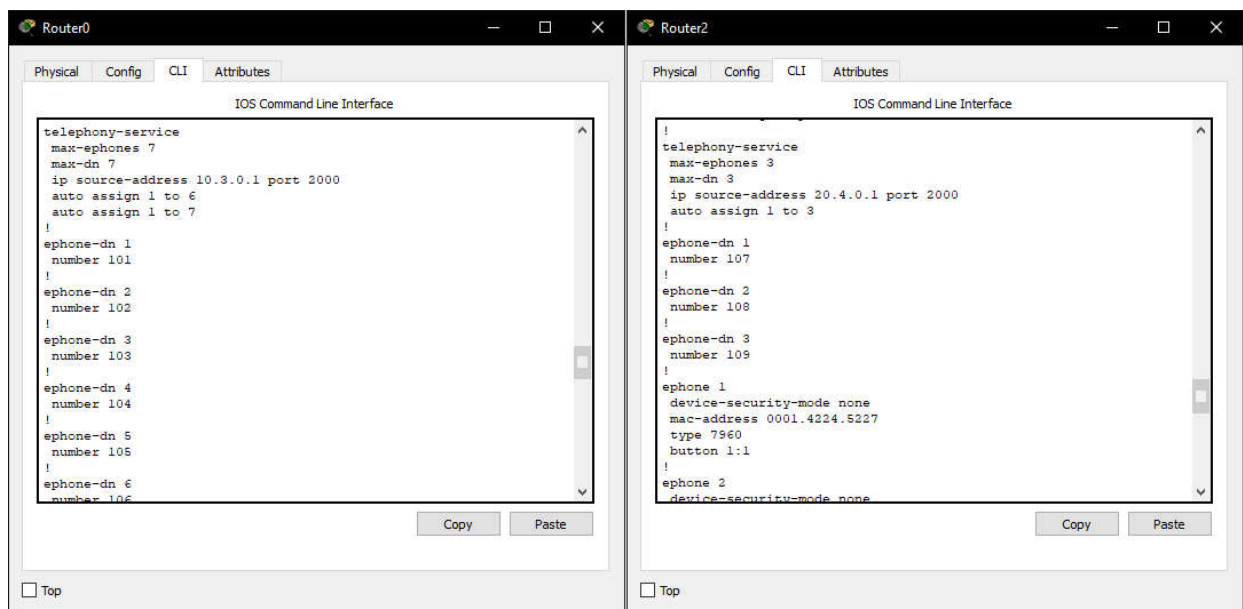 Router0
Physical Config CLI Attributes
IOS Command Line Interface
telephony-service
max-ephones 7
max-dn 7
ip source-address 10.3.0.1 port 2000
auto assign 1 to 6
auto assign 1 to 7
!
ephone-dn 1
number 101
!
ephone-dn 2
number 102
!
ephone-dn 3
number 103
!
ephone-dn 4
number 104
!
ephone-dn 5
number 105
!
ephone-dn 6
number 106
Copy Paste
Top
Router2
Physical Config CLI Attributes
IOS Command Line Interface
!
telephony-service
max-ephones 3
max-dn 3
ip source-address 20.4.0.1 port 2000
auto assign 1 to 3
!
ephone-dn 1
number 107
!
ephone-dn 2
number 108
!
ephone-dn 3
number 109
!
ephone 1
device-security-mode none
mac-address 0001.4224.5227
type 7960
button 1:1
!
ephone 2
device-security-mode none
Copy Paste
Top